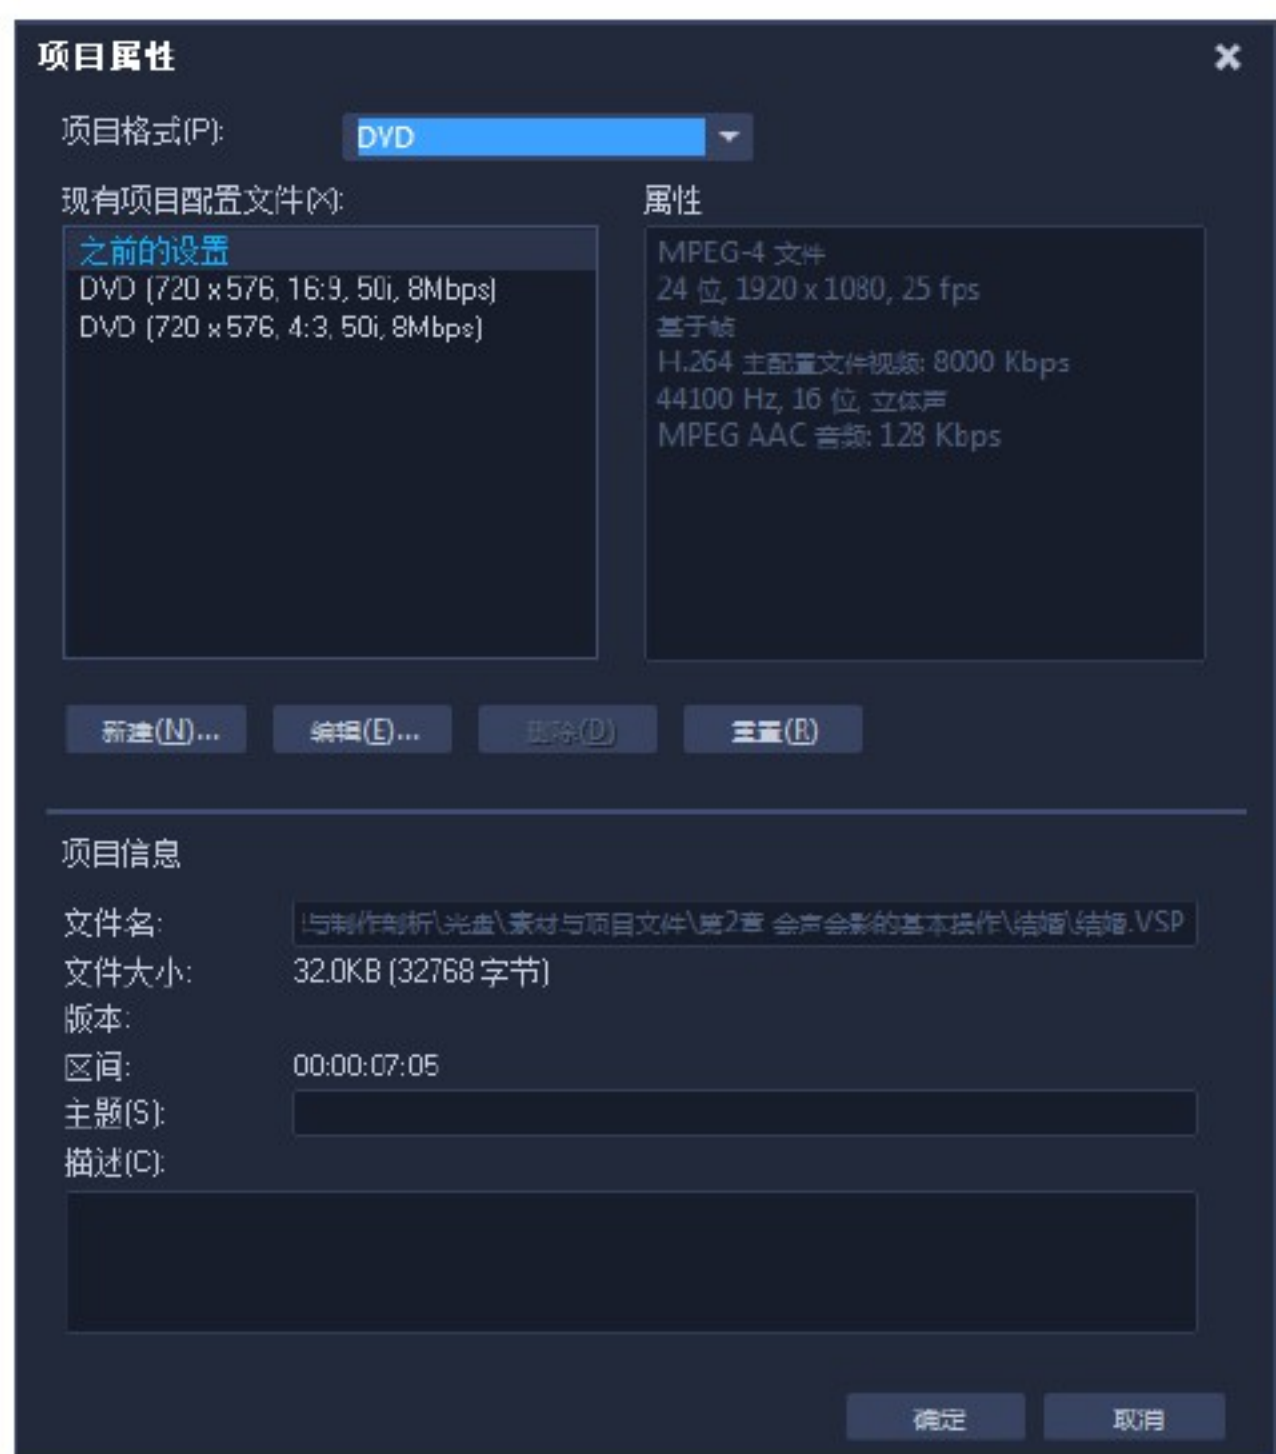 项目属性
项目格式(P):
DVD
现有项目配置文件(X):
之前的设置
DVD (720 x 576, 16:9, 50i, 8Mbps)
DVD (720 x 576, 4:3, 50i, 8Mbps)
属性
MPEG-4 文件
24 位, 1920 x 1080, 25 fps
基于帧
H.264 主配置文件视频: 8000 Kbps
44100 Hz, 16 位, 立体声
MPEG AAC 音频: 128 Kbps
新建(N)...
编辑(E)...
删除(D)
重置(R)
项目信息
文件名:
与制作剖析\光盘\素材与项目文件\第2章 会声会影的基本操作\结婚\结婚.VSP
文件大小:
32.0KB (32768 字节)
版本:
区间:
00:00:07:05
主题(S):
描述(C):
确定
取消